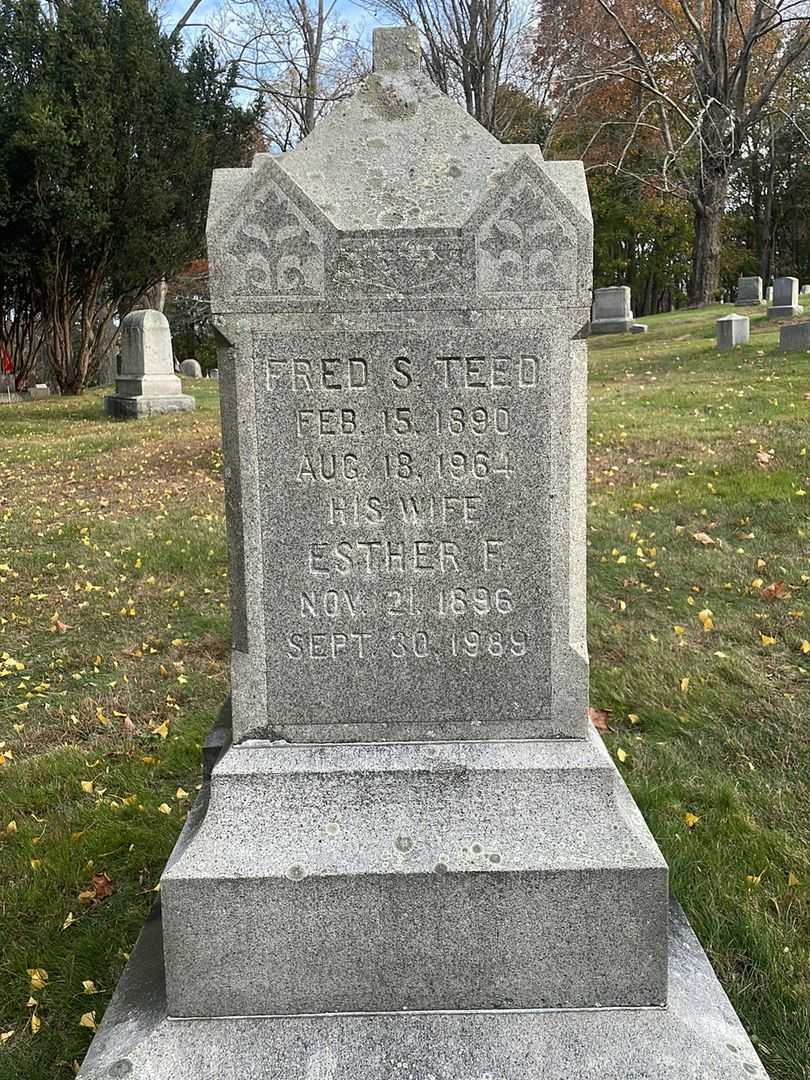 FRED S. TEED
FEB. 15, 1890
AUG. 18, 1964
HIS WIFE
ESTHER F.
NOV. 21, 1896
SEPT. 30, 1989